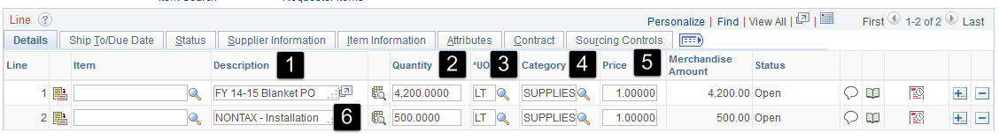 Line
Personalize | Find | View All | | First 1-2 of 2 Last
Details Ship To/Due Date Status Supplier Information Item Information Attributes Contract Sourcing Controls
Line Item Description 1 Quantity 2 *UO 3 Category 4 Price 5 Merchandise Amount Status
1 FY 14-15 Blanket PO 4,200.0000 LT SUPPLIES 1.00000 4,200.00 Open
2 NONTAX - Installation 6 500.0000 LT SUPPLIES 1.00000 500.00 Open